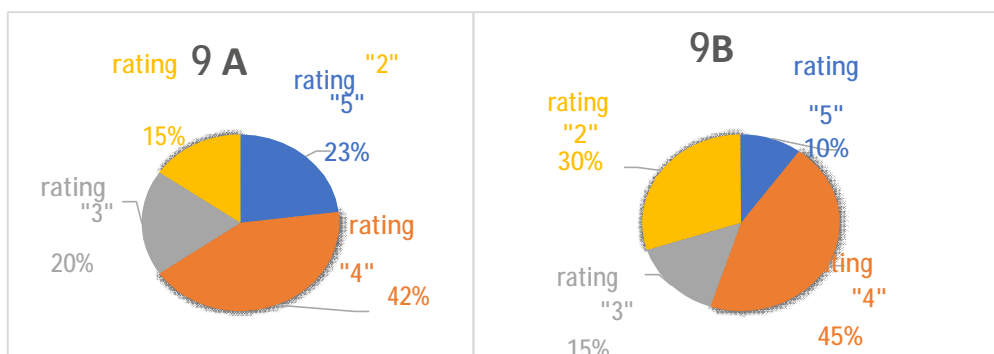 9 A
rating "2"
15%
rating "5"
23%
rating "3"
20%
rating "4"
42%
9B
rating "5"
10%
rating "2"
30%
rating "3"
15%
"4"
45%